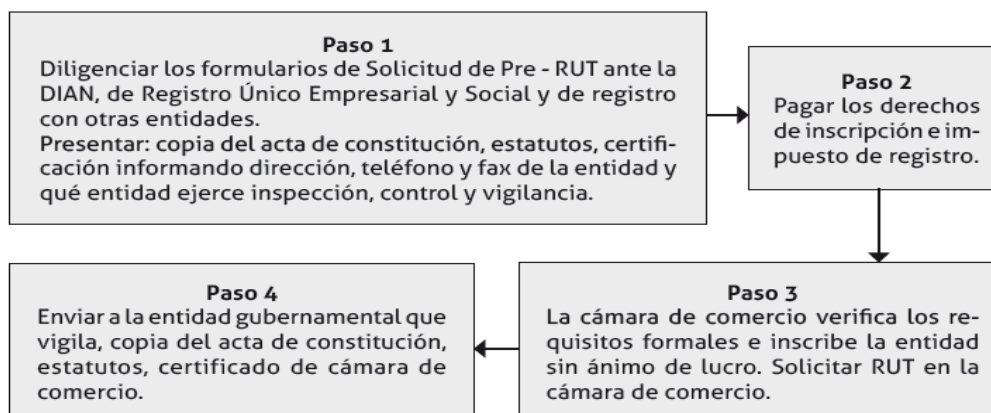 Paso 1
Diligenciar los formularios de Solicitud de Pre - RUT ante la
DIAN, de Registro Único Empresarial y Social y de registro
con otras entidades.
Presentar: copia del acta de constitución, estatutos, certifi-
cación informando dirección, teléfono y fax de la entidad y
qué entidad ejerce inspección, control y vigilancia.
Paso 2
Pagar los derechos
de inscripción e im-
puesto de registro.
Paso 3
La cámara de comercio verifica los re-
quisitos formales e inscribe la entidad
sin ánimo de lucro. Solicitar RUT en la
cámara de comercio.
Paso 4
Enviar a la entidad gubernamental que
vigila, copia del acta de constitución,
estatutos, certificado de cámara de
comercio.